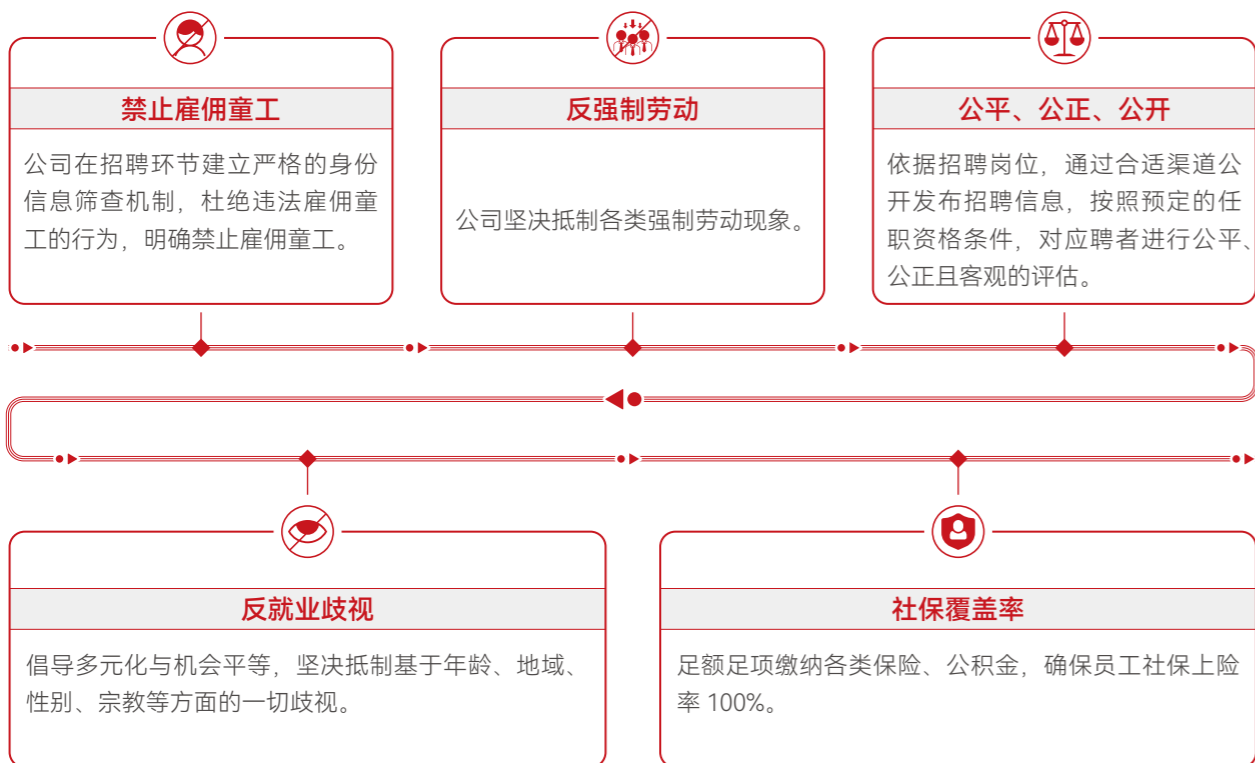 禁止雇佣童工
公司在招聘环节建立严格的身份
信息筛查机制，杜绝违法雇佣童
工的行为，明确禁止雇佣童工。
反强制劳动
公司坚决抵制各类强制劳动现象。
公平、公正、公开
依据招聘岗位，通过合适渠道公
开发布招聘信息，按照预定的任
职资格条件，对应聘者进行公平、
公正且客观的评估。
反就业歧视
倡导多元化与机会平等，坚决抵制基于年龄、地域、
性别、宗教等方面的一切歧视。
社保覆盖率
足额足项缴纳各类保险、公积金，确保员工社保上险
率 100%。